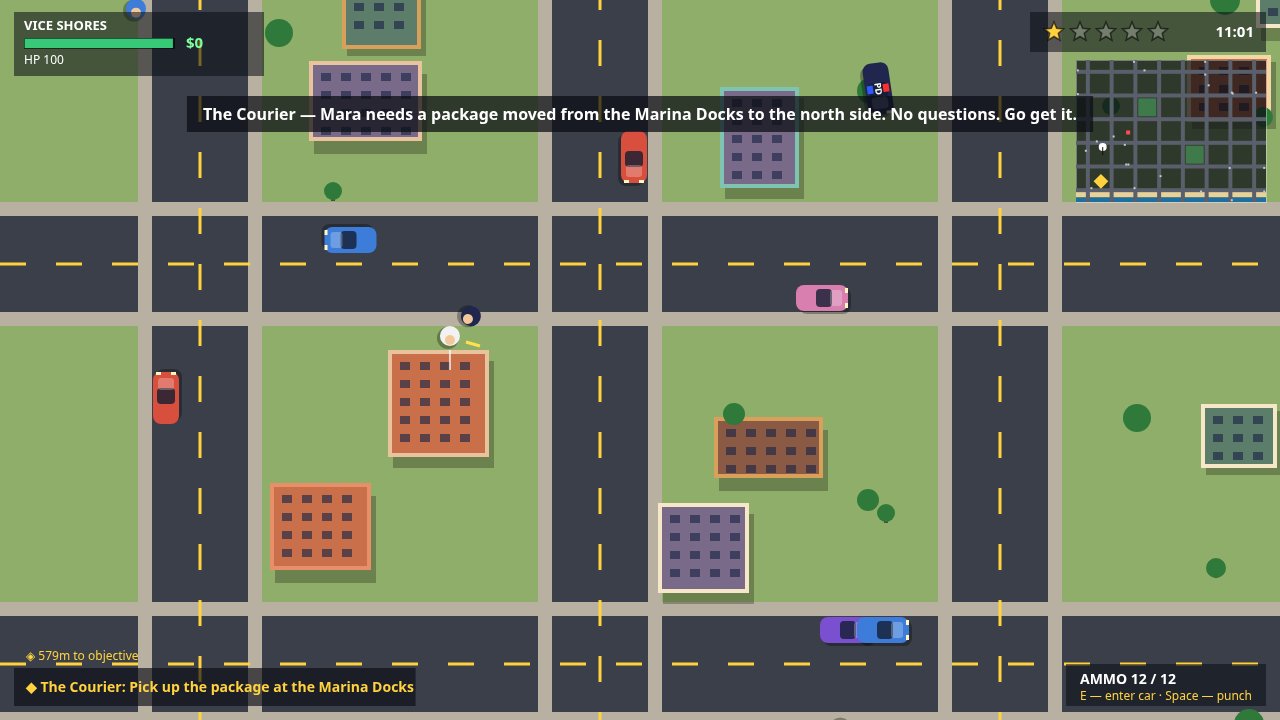 VICE SHORES
$0
HP 100
11:01
PD
The Courier — Mara needs a package moved from the Marina Docks to the north side. No questions. Go get it.
◈ 579m to objective
◆ The Courier: Pick up the package at the Marina Docks
AMMO 12 / 12
E — enter car · Space — punch